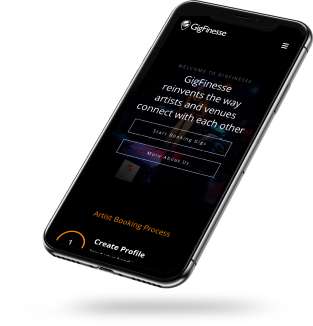 GigFinesse
WELCOME TO GIGFINESSE
GigFinesse
reinvents the way
artists and venues
connect with each other
Start Booking Gigs
More About Us
Artist Booking Process
1
Create Profile